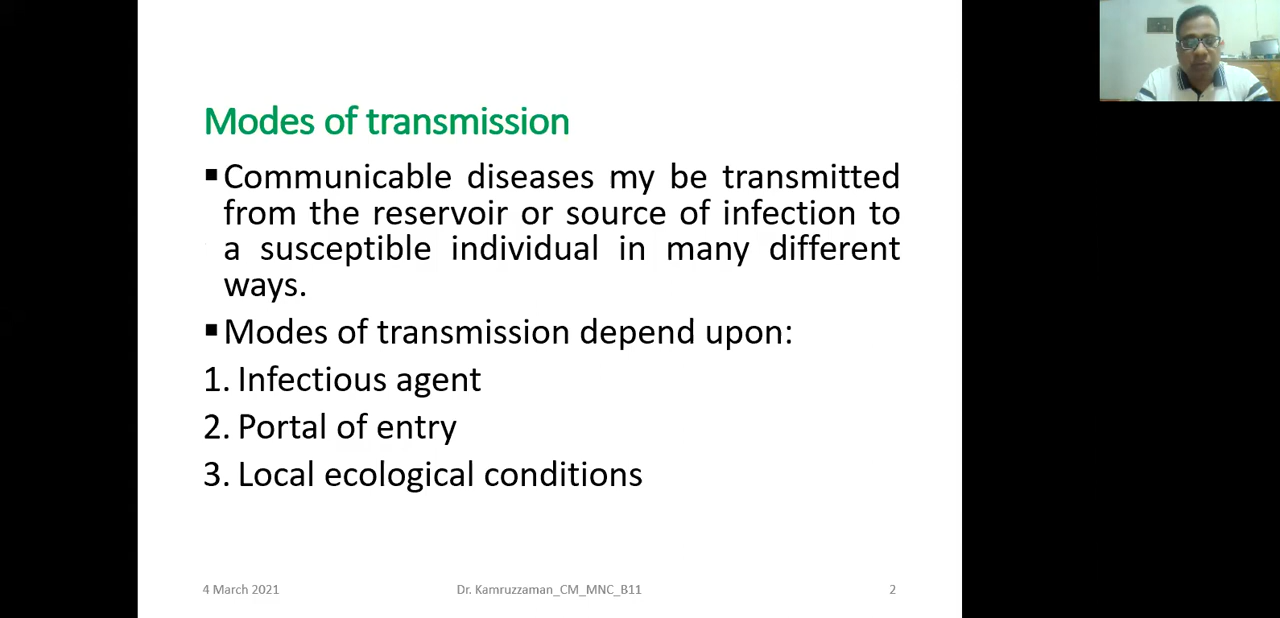 Modes of transmission
▪Communicable diseases my be transmitted
from the reservoir or source of infection to
a susceptible individual in many different
ways.
▪Modes of transmission depend upon:
1. Infectious agent
2. Portal of entry
3. Local ecological conditions
4 March 2021 Dr. Kamruzzaman_CM_MNC_B11 2